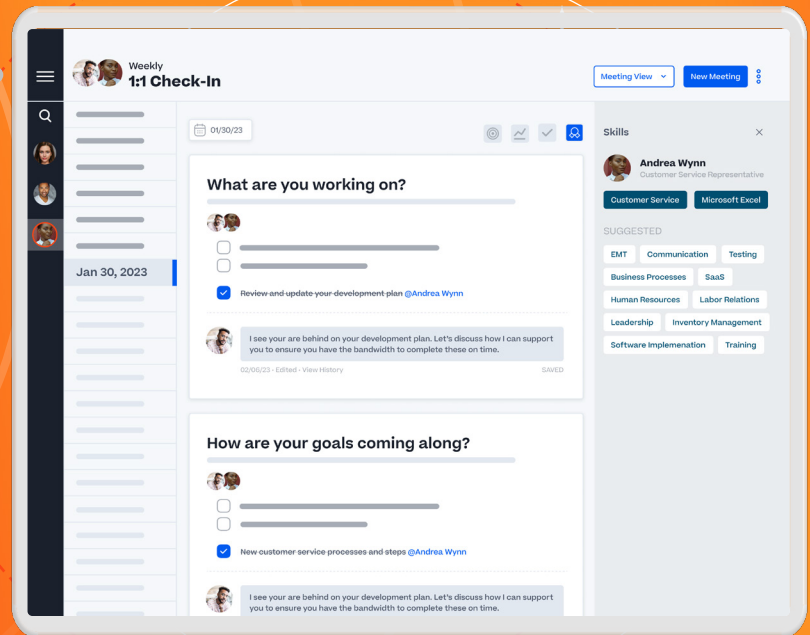 Weekly
1:1 Check-In
Meeting View
New Meeting
01/30/23
Jan 30, 2023
What are you working on?
Review and update your development plan @Andrea Wynn
I see your are behind on your development plan. Let's discuss how I can support
you to ensure you have the bandwidth to complete these on time.
02/06/23 - Edited - View History
SAVED
How are your goals coming along?
New customer service processes and steps @Andrea Wynn
I see your are behind on your development plan. Let's discuss how I can support
you to ensure you have the bandwidth to complete these on time.
Skills
Andrea Wynn
Customer Service Representative
Customer Service
Microsoft Excel
SUGGESTED
EMT
Communication
Testing
Business Processes
SaaS
Human Resources
Labor Relations
Leadership
Inventory Management
Software Implemenation
Training